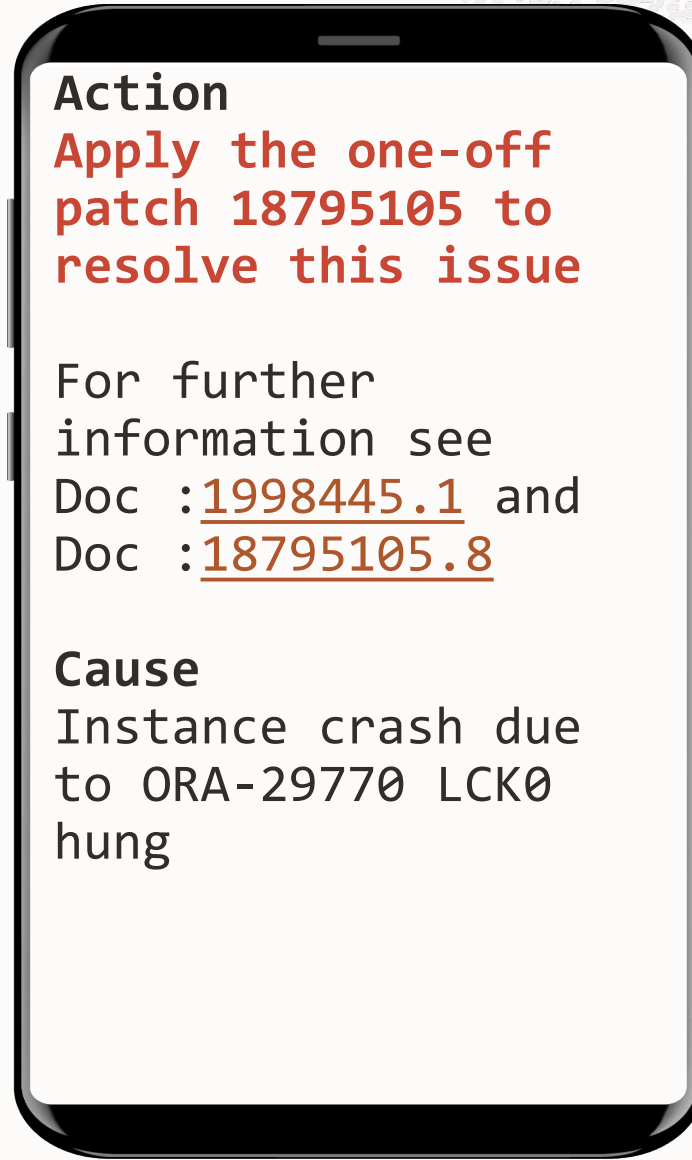 Action
Apply the one-off
patch 18795105 to
resolve this issue
For further
information see
Doc :1998445.1 and
Doc :18795105.8
Cause
Instance crash due
to ORA-29770 LCK0
hung